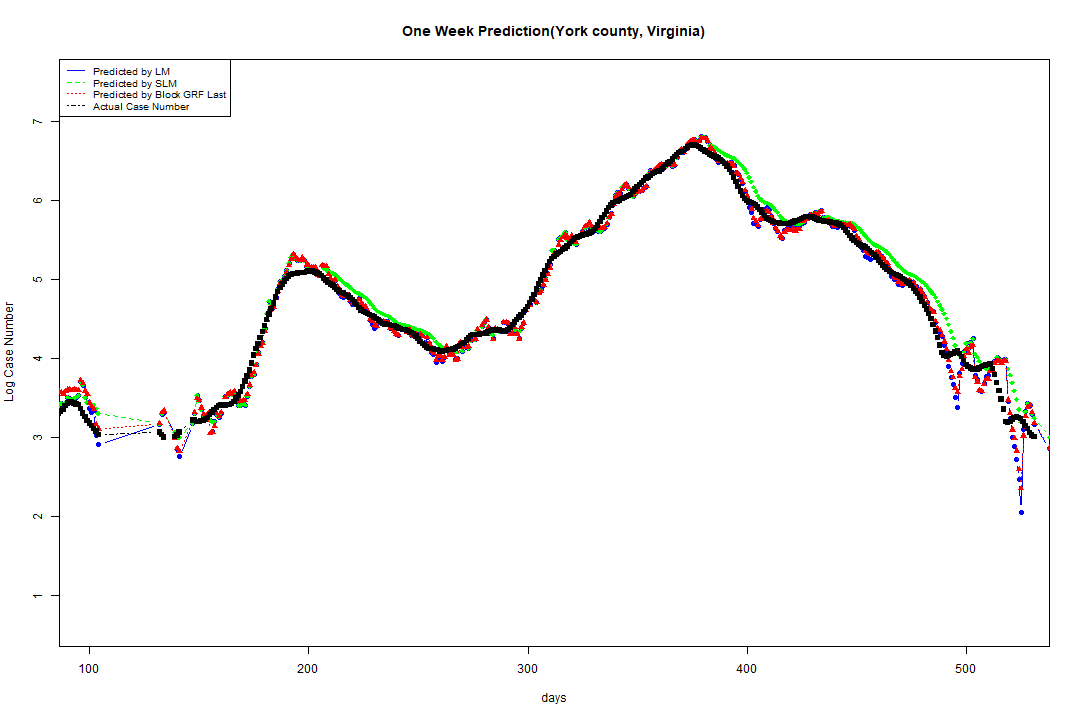 One Week Prediction(York county, Virginia)
Predicted by LM
Predicted by SLM
Predicted by Block GRF Last
Actual Case Number
7
6
5
4
3
2
1
Log Case Number
100 200 300 400 500
days